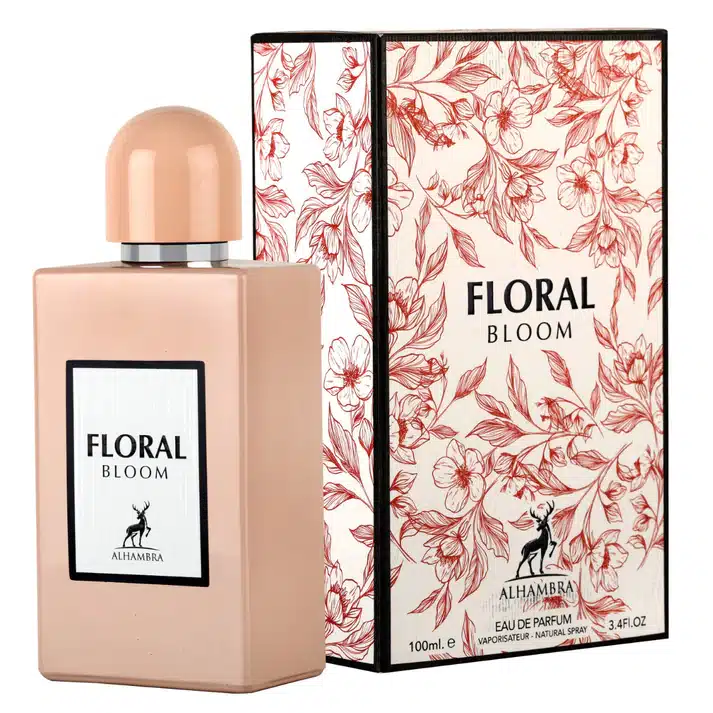 FLORAL
BLOOM
ALHAMBRA
FLORAL
BLOOM
ALHAMBRA
EAU DE PARFUM
100ml. e
VAPORISATEUR - NATURAL SPRAY
3.4Fl.OZ